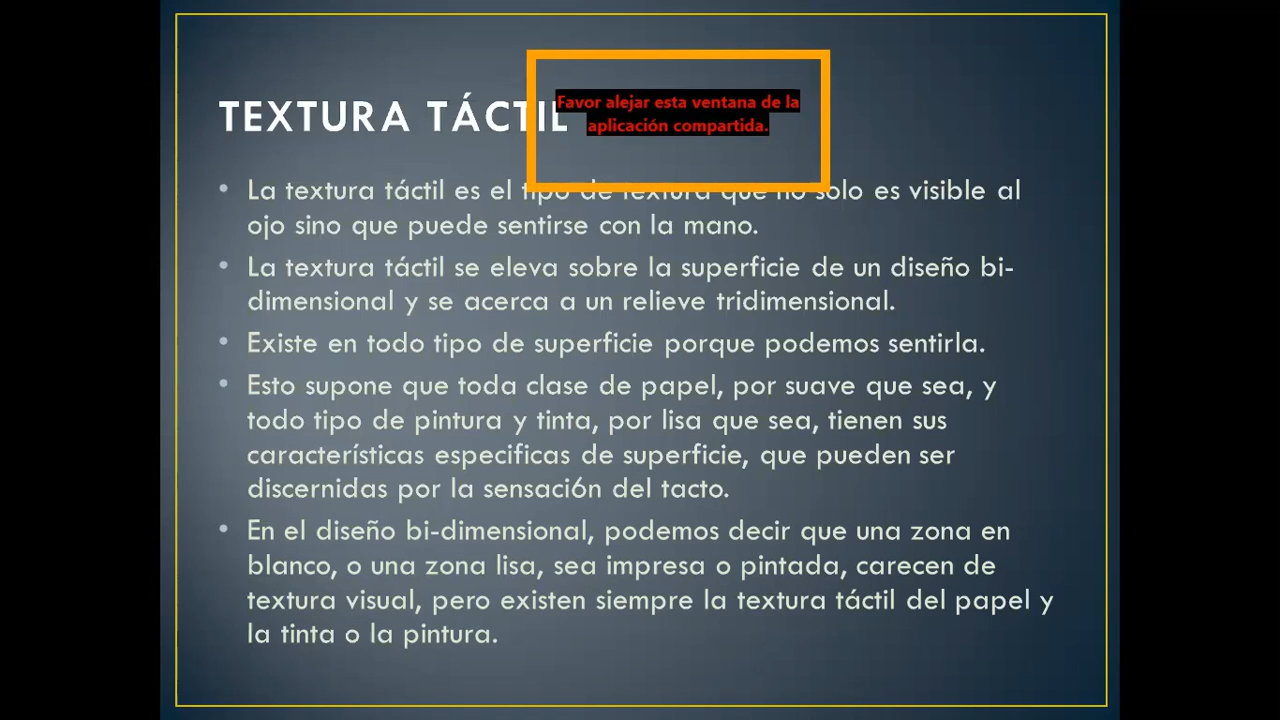 TEXTURA TÁCTIL
Favor alejar esta ventana de la
aplicación compartida.
• La textura táctil es el tipo de textura que no solo es visible al
ojo sino que puede sentirse con la mano.
• La textura táctil se eleva sobre la superficie de un diseño bi-
dimensional y se acerca a un relieve tridimensional.
• Existe en todo tipo de superficie porque podemos sentirla.
• Esto supone que toda clase de papel, por suave que sea, y
todo tipo de pintura y tinta, por lisa que sea, tienen sus
características especificas de superficie, que pueden ser
discernidas por la sensaci6n del tacto.
• En el diseño bi-dimensional, podemos decir que una zona en
blanco, o una zona lisa, sea impresa o pintada, carecen de
textura visual, pero existen siempre la textura táctil del papel y
la tinta o la pintura.